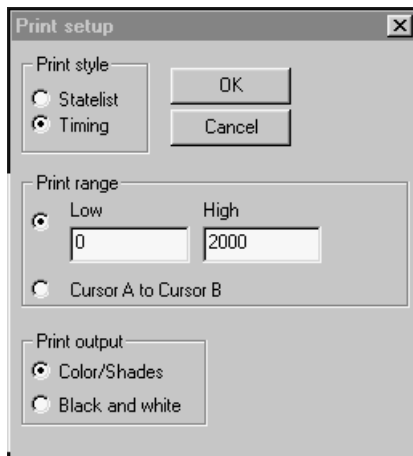 Print setup
Print style
Statelist
Timing
OK
Cancel
Print range
Low High
0 2000
Cursor A to Cursor B
Print output
Color/Shades
Black and white